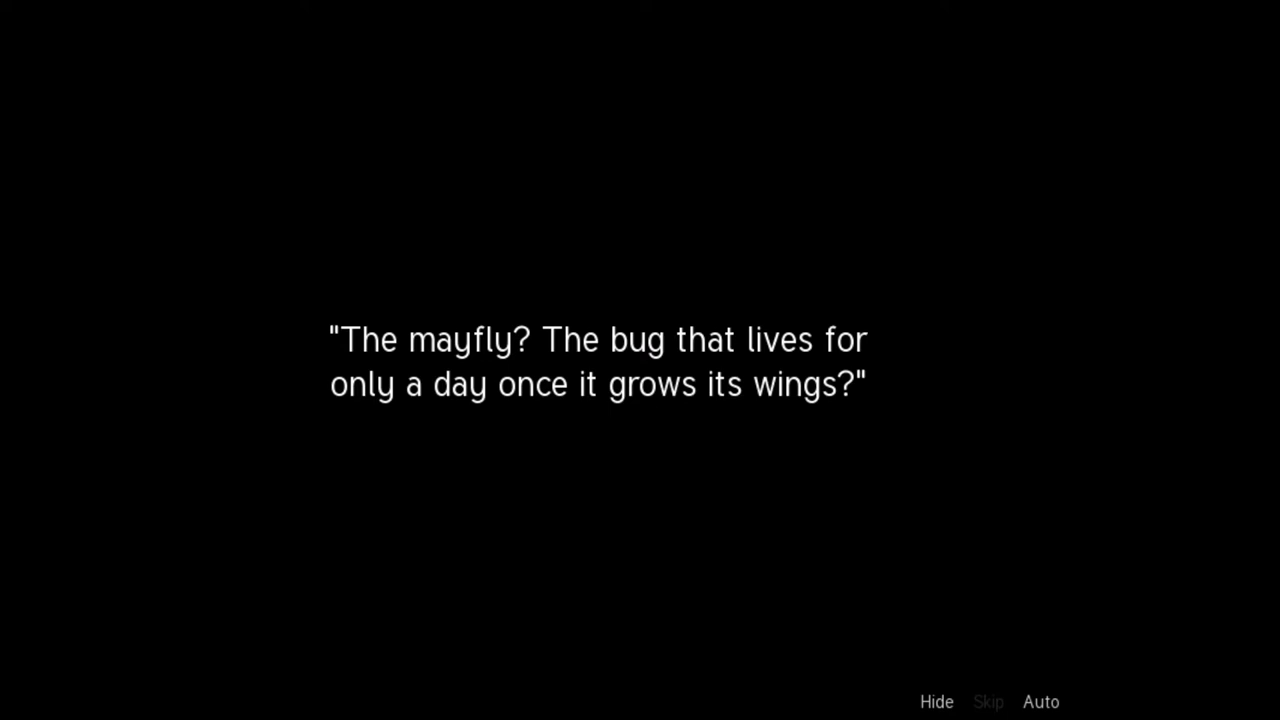 "The mayfly? The bug that lives for
only a day once it grows its wings?"
Hide Skip Auto